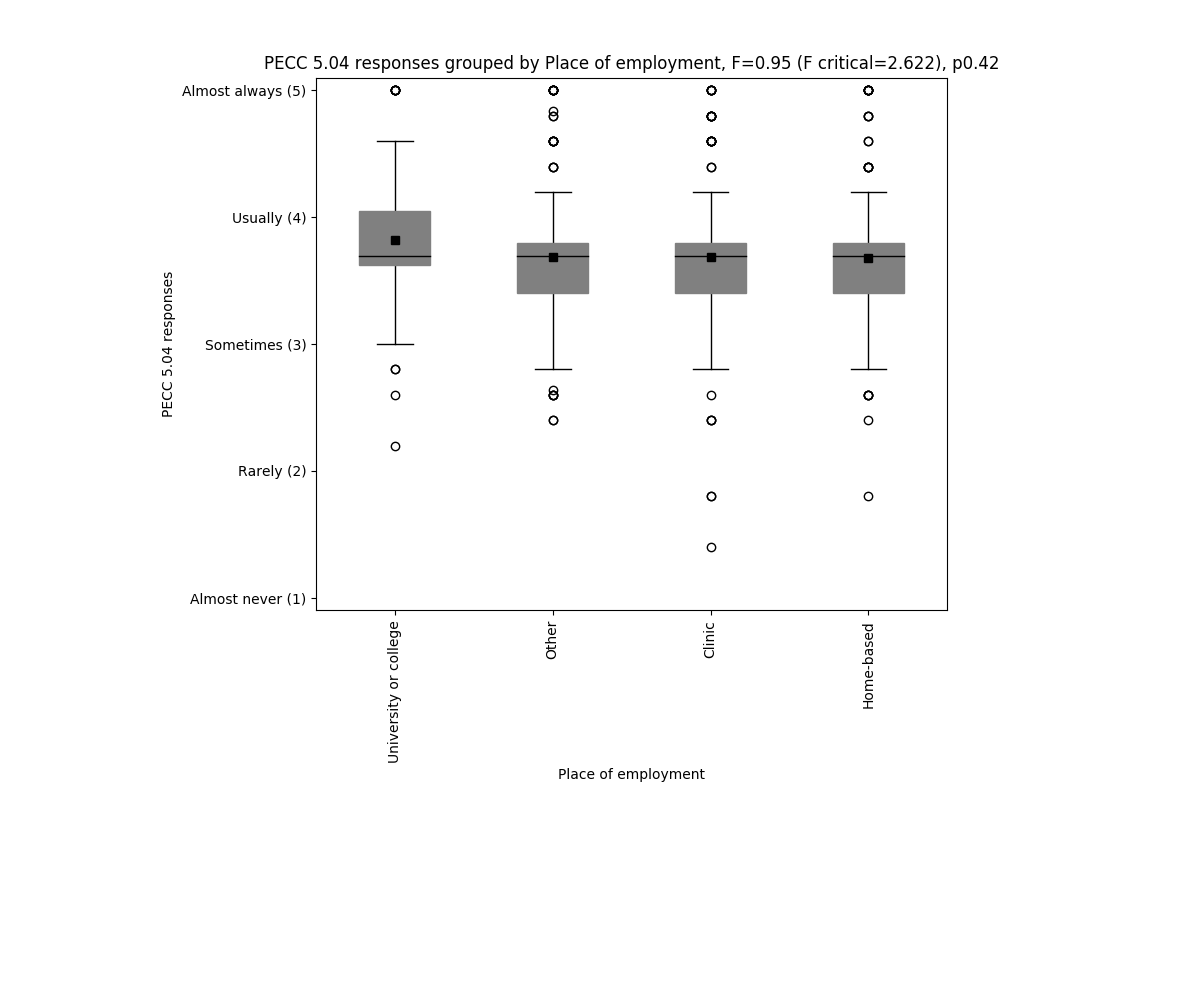 PECC 5.04 responses grouped by Place of employment, F=0.95 (F critical=2.622), p0.42
Almost always (5)
Usually (4)
Sometimes (3)
Rarely (2)
Almost never (1)
PECC 5.04 responses
University or college
Other
Clinic
Home-based
Place of employment